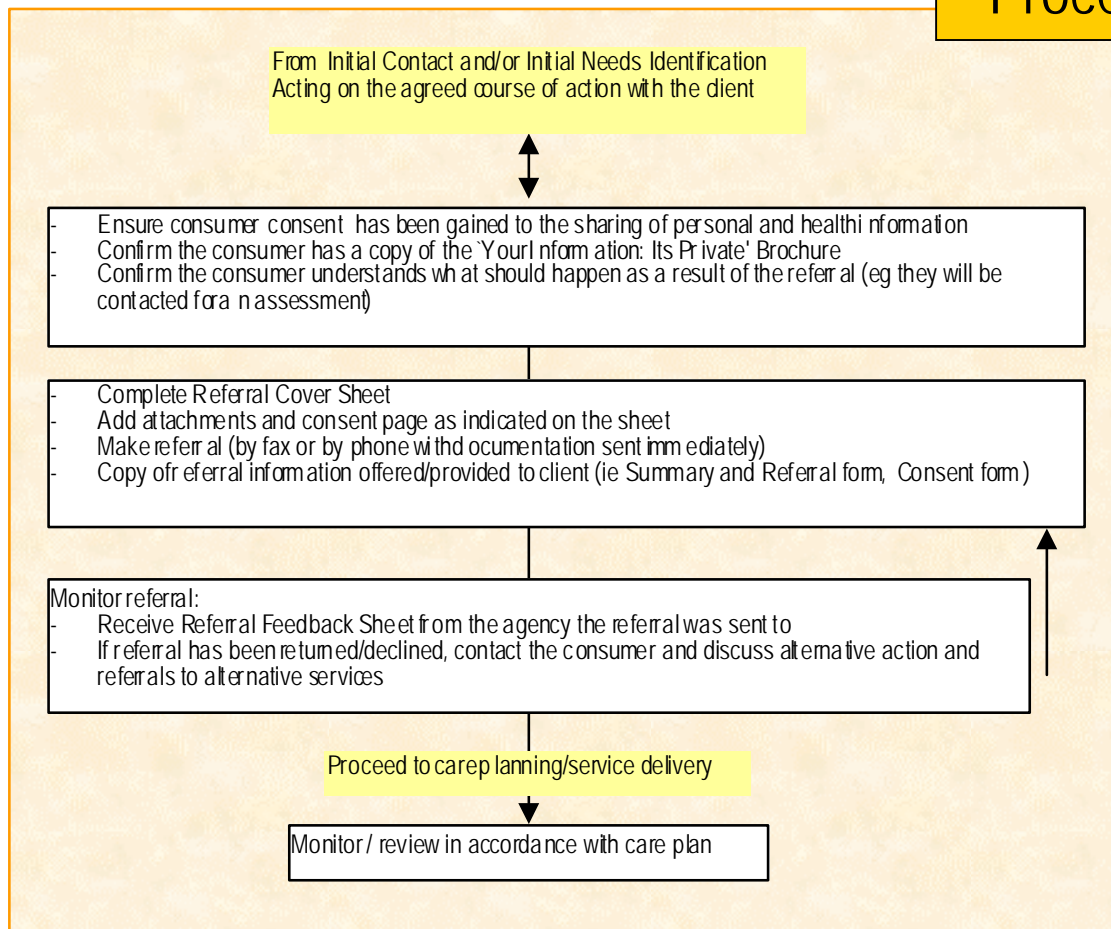 Proce
From Initial Contact and/or Initial Needs Identification
Acting on the agreed course of action with the client
- Ensure consumer consent has been gained to the sharing of personal and healthi nformation
- Confirm the consumer has a copy of the `YourI nformation: Its Private' Brochure
- Confirm the consumer understands wh at should happen as a result of the referral (eg they will be
contacted fora n assessment)
- Complete Referral Cover Sheet
- Add attachments and consent page as indicated on the sheet
- Make referral (by fax or by phone withd ocumentation sent immediately)
- Copy ofr eferral information offered/provided to client (ie Summary and Referral form, Consent form)
Monitor referral:
- Receive Referral Feedback Sheet from the agency the referral was sent to
- If referral has been returned/declined, contact the consumer and discuss alternative action and
referrals to alternative services
Proceed to carep lanning/service delivery
Monitor / review in accordance with care plan